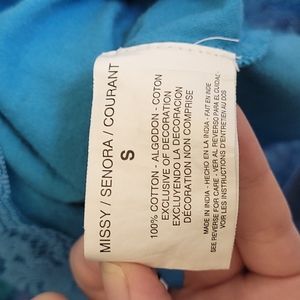 MISSY / SENORA / COURANT
S
100% COTTON - ALGODON - COTON
EXCLUSIVE OF DECORATION
EXCLUYENDO LA DECORACION
DÉCORATION NON COMPRISE
MADE IN INDIA - HECHO EN LA INDIA - FAIT EN INDE
SEE REVERSE FOR CARE - VER AL REVERSO PARA EL CUIDADO
VOIR LES INSTRUCTIONS D'ENTRETIEN AU DOS